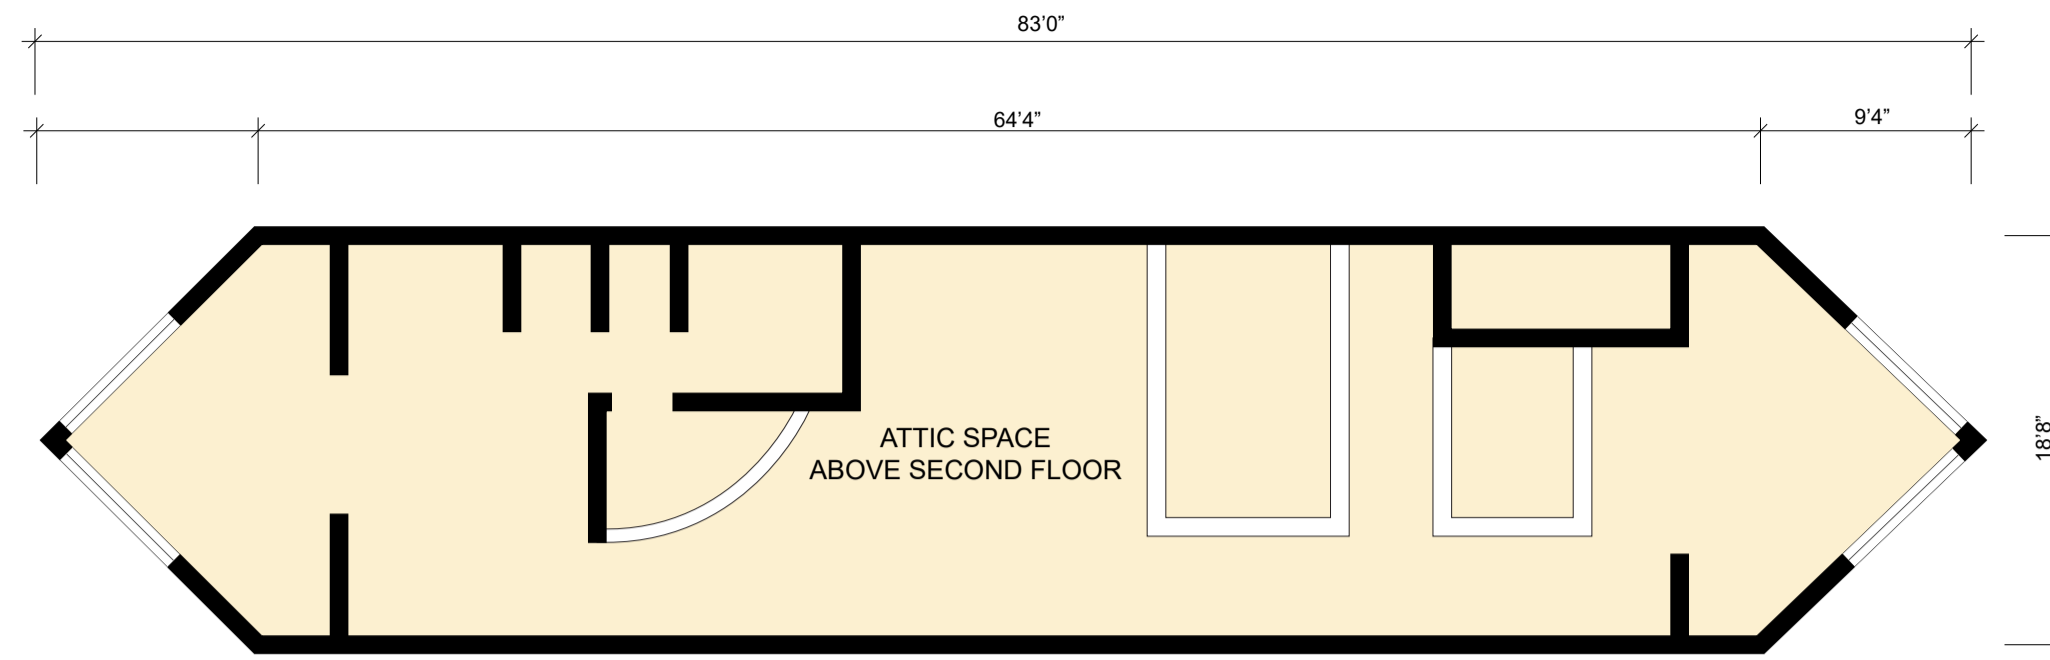 83’0”
64’4”
9’4”
18’8”
ATTIC SPACE
ABOVE SECOND FLOOR